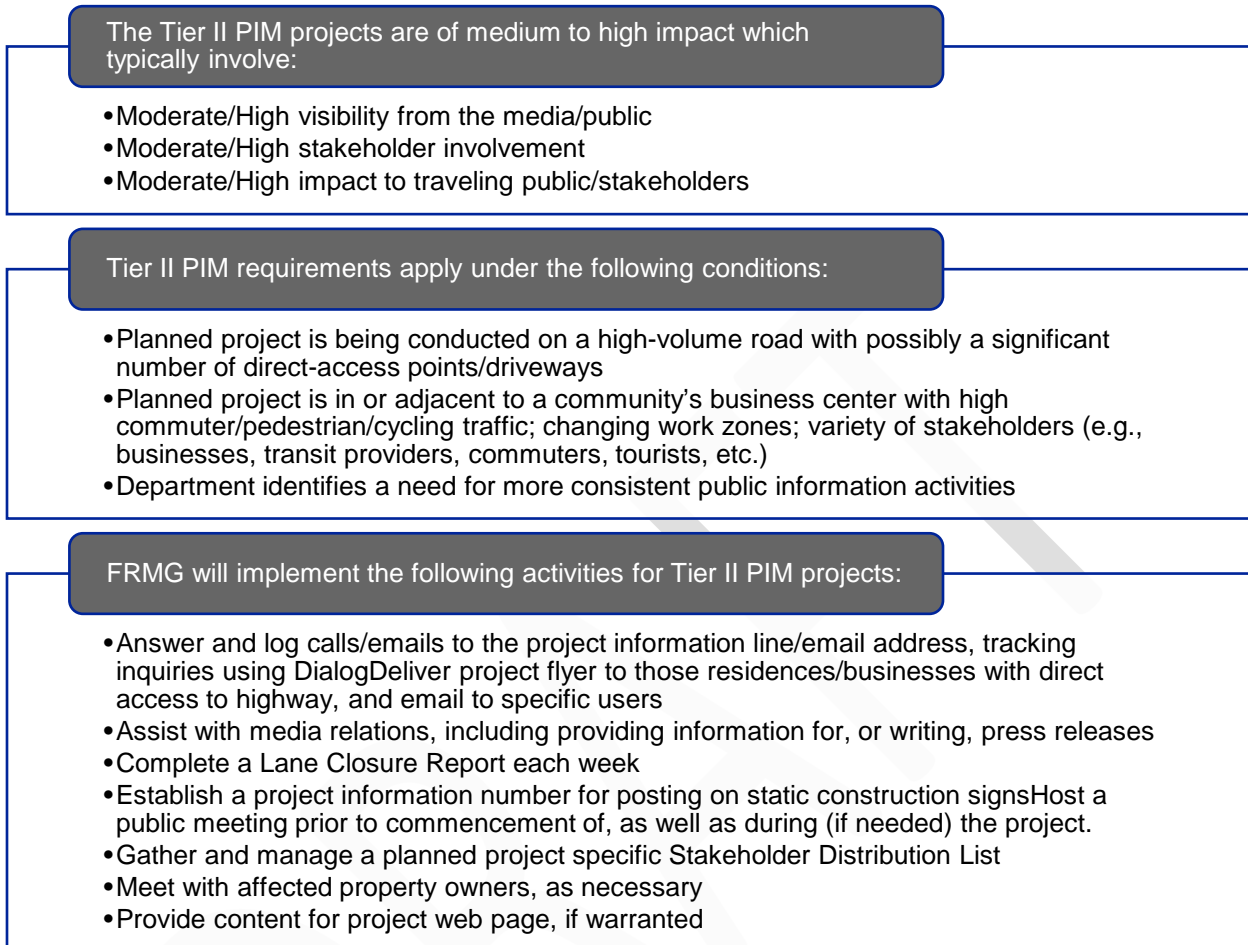 The Tier II PIM projects are of medium to high impact which
typically involve:
•Moderate/High visibility from the media/public
•Moderate/High stakeholder involvement
•Moderate/High impact to traveling public/stakeholders
Tier II PIM requirements apply under the following conditions:
•Planned project is being conducted on a high-volume road with possibly a significant
number of direct-access points/driveways
•Planned project is in or adjacent to a community’s business center with high
commuter/pedestrian/cycling traffic; changing work zones; variety of stakeholders (e.g.,
businesses, transit providers, commuters, tourists, etc.)
•Department identifies a need for more consistent public information activities
FRMG will implement the following activities for Tier II PIM projects:
•Answer and log calls/emails to the project information line/email address, tracking
inquiries using DialogDeliver project flyer to those residences/businesses with direct
access to highway, and email to specific users
•Assist with media relations, including providing information for, or writing, press releases
•Complete a Lane Closure Report each week
•Establish a project information number for posting on static construction signsHost a
public meeting prior to commencement of, as well as during (if needed) the project.
•Gather and manage a planned project specific Stakeholder Distribution List
•Meet with affected property owners, as necessary
•Provide content for project web page, if warranted